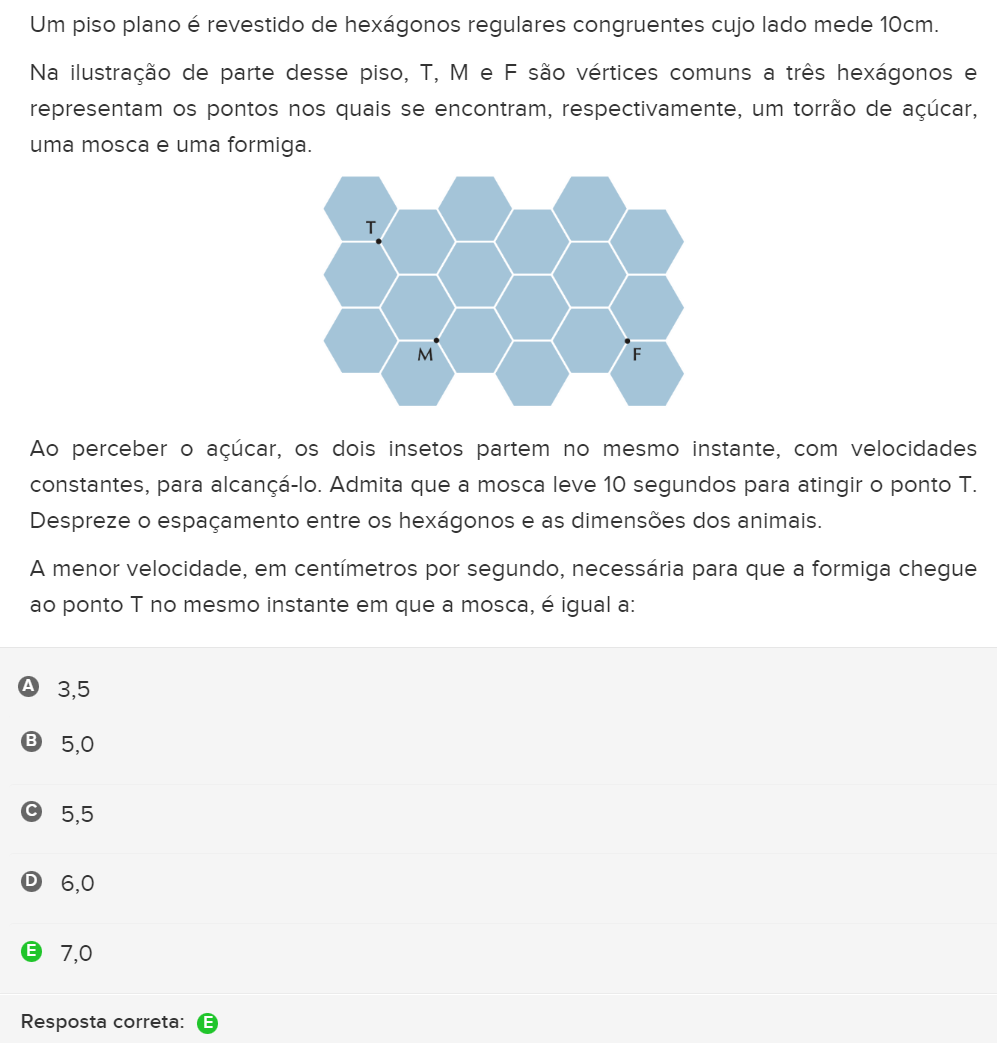 Um piso plano é revestido de hexágonos regulares congruentes cujo lado mede 10cm.
Na ilustração de parte desse piso, T, M e F são vértices comuns a três hexágonos e
representam os pontos nos quais se encontram, respectivamente, um torrão de açúcar,
uma mosca e uma formiga.
T
M
F
Ao perceber o açúcar, os dois insetos partem no mesmo instante, com velocidades
constantes, para alcançá-lo. Admita que a mosca leve 10 segundos para atingir o ponto T.
Despreze o espaçamento entre os hexágonos e as dimensões dos animais.
A menor velocidade, em centímetros por segundo, necessária para que a formiga chegue
ao ponto T no mesmo instante em que a mosca, é igual a:
A 3,5
B 5,0
C 5,5
D 6,0
E 7,0
Resposta correta: E